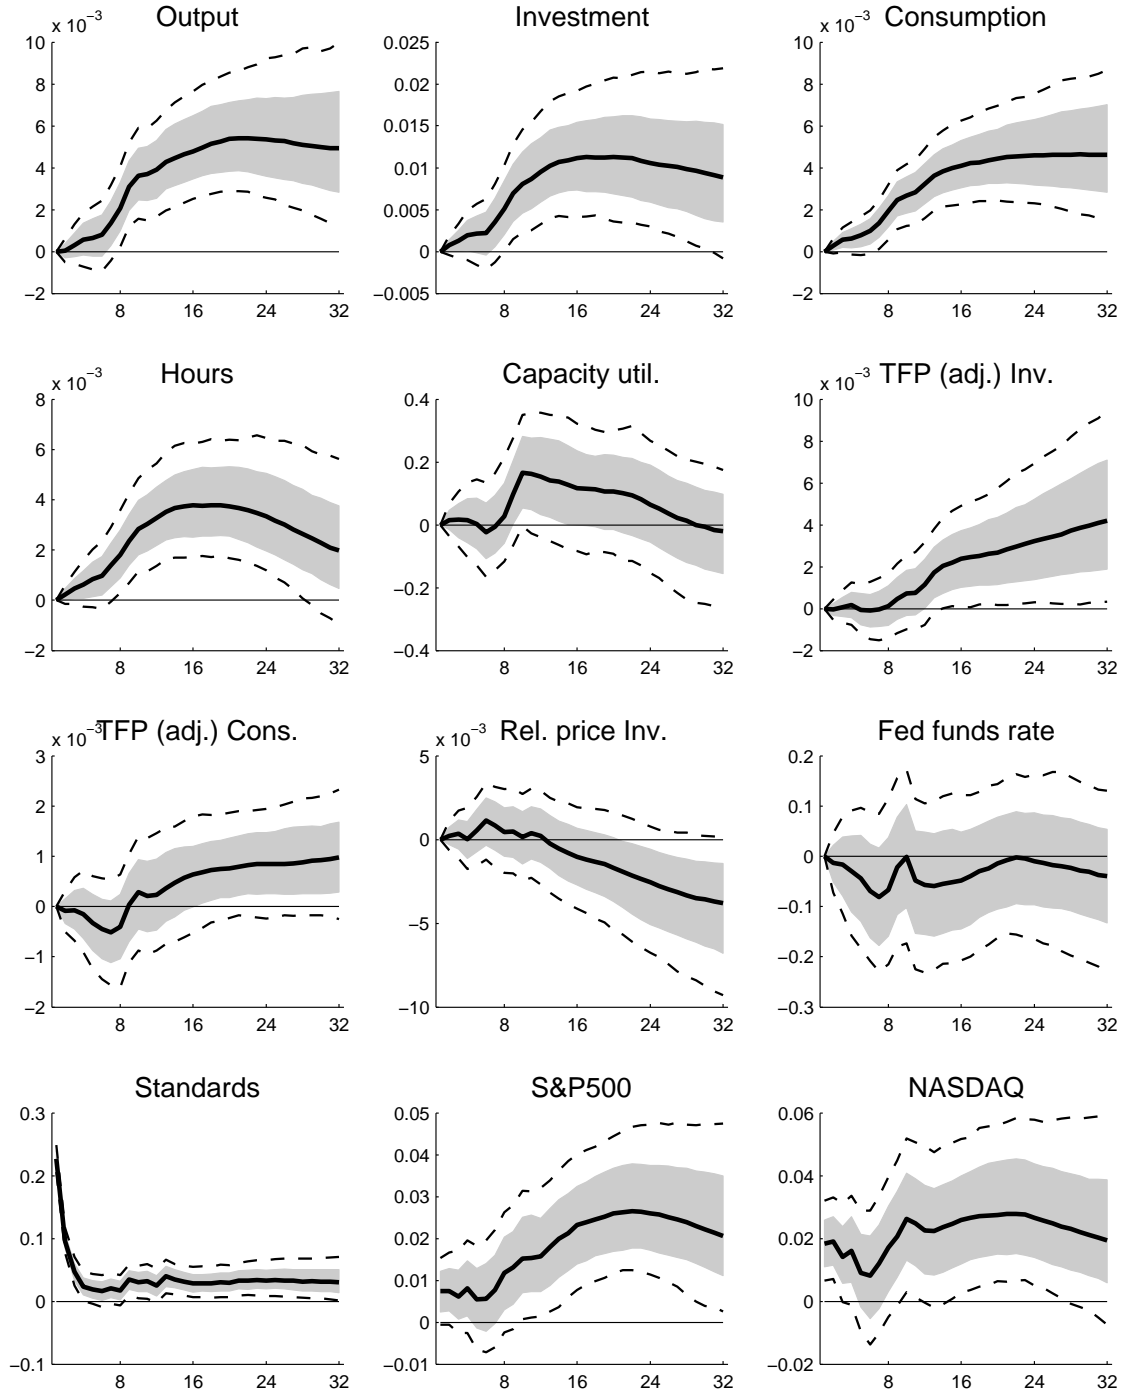 Output
x 10⁻³
10
8
6
4
2
0
−2
8 16 24 32
Investment
0.025
0.02
0.015
0.01
0.005
0
−0.005
8 16 24 32
Consumption
x 10⁻³
10
8
6
4
2
0
−2
8 16 24 32
Hours
x 10⁻³
8
6
4
2
0
−2
8 16 24 32
Capacity util.
0.4
0.2
0
−0.2
−0.4
8 16 24 32
TFP (adj.) Inv.
x 10⁻³
10
8
6
4
2
0
−2
8 16 24 32
TFP (adj.) Cons.
x 10⁻³
3
2
1
0
−1
−2
8 16 24 32
Rel. price Inv.
x 10⁻³
5
0
−5
−10
8 16 24 32
Fed funds rate
0.2
0.1
0
−0.1
−0.2
−0.3
8 16 24 32
Standards
0.3
0.2
0.1
0
−0.1
8 16 24 32
S&P500
0.05
0.04
0.03
0.02
0.01
0
−0.01
8 16 24 32
NASDAQ
0.06
0.04
0.02
0
−0.02
8 16 24 32